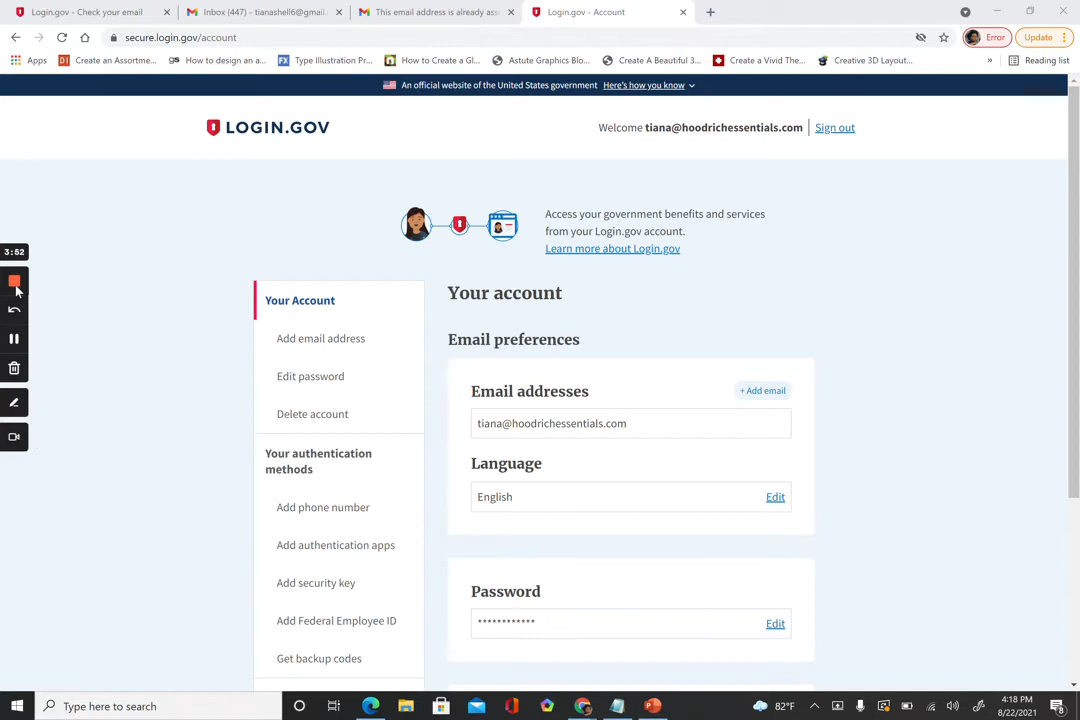 Login.gov - Check your email
Inbox (447) - tianashell6@gmail.
This email address is already ass
Login.gov - Account
secure.login.gov/account
Error
Update
Apps
Create an Assortme...
How to design an a...
Type Illustration Pr...
How to Create a Gl...
Astute Graphics Blo...
Create A Beautiful 3...
Create a Vivid The...
Creative 3D Layout...
»
Reading list
An official website of the United States government Here's how you know
LOGIN.GOV
Welcome tiana@hoodrichessentials.com
Sign out
Access your government benefits and services
from your Login.gov account.
Learn more about Login.gov
3:52
Your Account
Add email address
Edit password
Delete account
Your authentication
methods
Add phone number
Add authentication apps
Add security key
Add Federal Employee ID
Get backup codes
Your account
Email preferences
Email addresses
+ Add email
tiana@hoodrichessentials.com
Language
English
Edit
Password
************
Edit
Type here to search
82°F
4:18 PM
8/22/2021
8